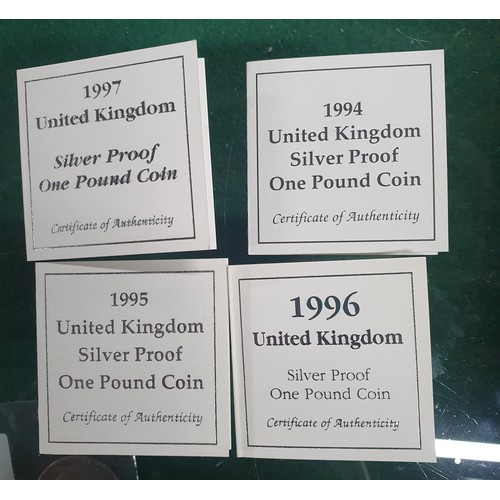 1997
United Kingdom
Silver Proof
One Pound Coin
Certificate of Authenticity
1994
United Kingdom
Silver Proof
One Pound Coin
Certificate of Authenticity
1995
United Kingdom
Silver Proof
One Pound Coin
Certificate of Authenticity
1996
United Kingdom
Silver Proof
One Pound Coin
Certificate of Authenticity